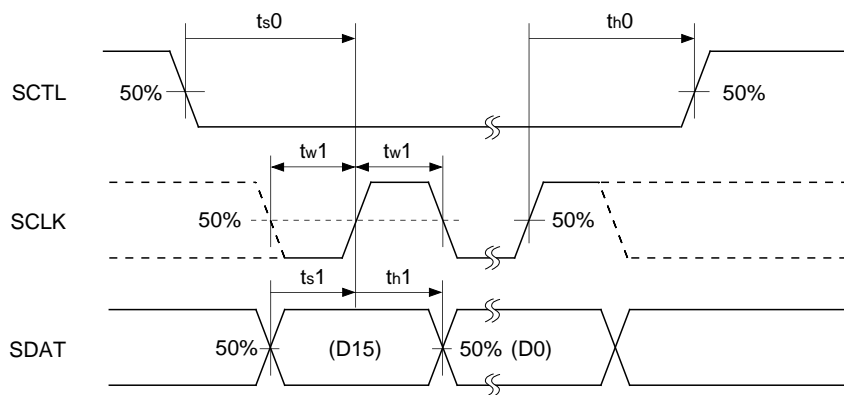 ts0 th0
SCTL 50% 50%
tw1 tw1
SCLK 50% 50%
ts1 th1
SDAT 50% (D15) 50% (D0)